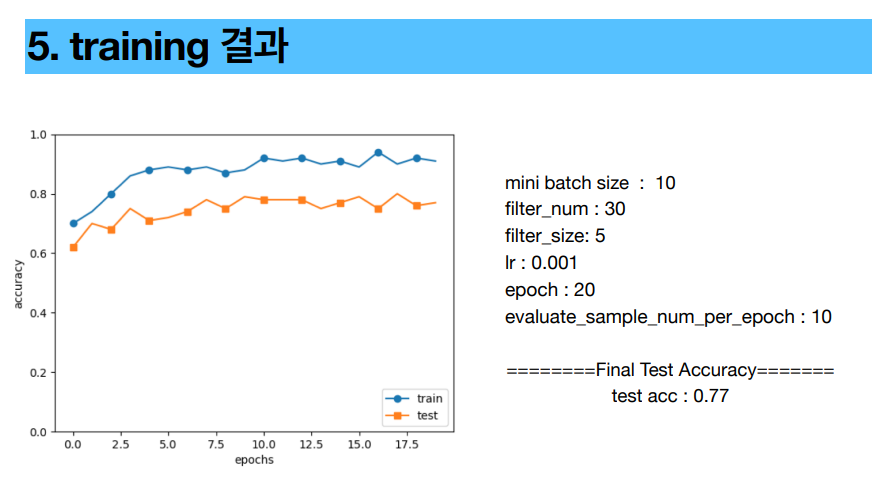 5. training 결과
1.0
0.8
0.6
0.4
0.2
0.0
accuracy
0.0 2.5 5.0 7.5 10.0 12.5 15.0 17.5
epochs
train
test
mini batch size : 10
filter_num : 30
filter_size: 5
lr : 0.001
epoch : 20
evaluate_sample_num_per_epoch : 10
========Final Test Accuracy=======
test acc : 0.77